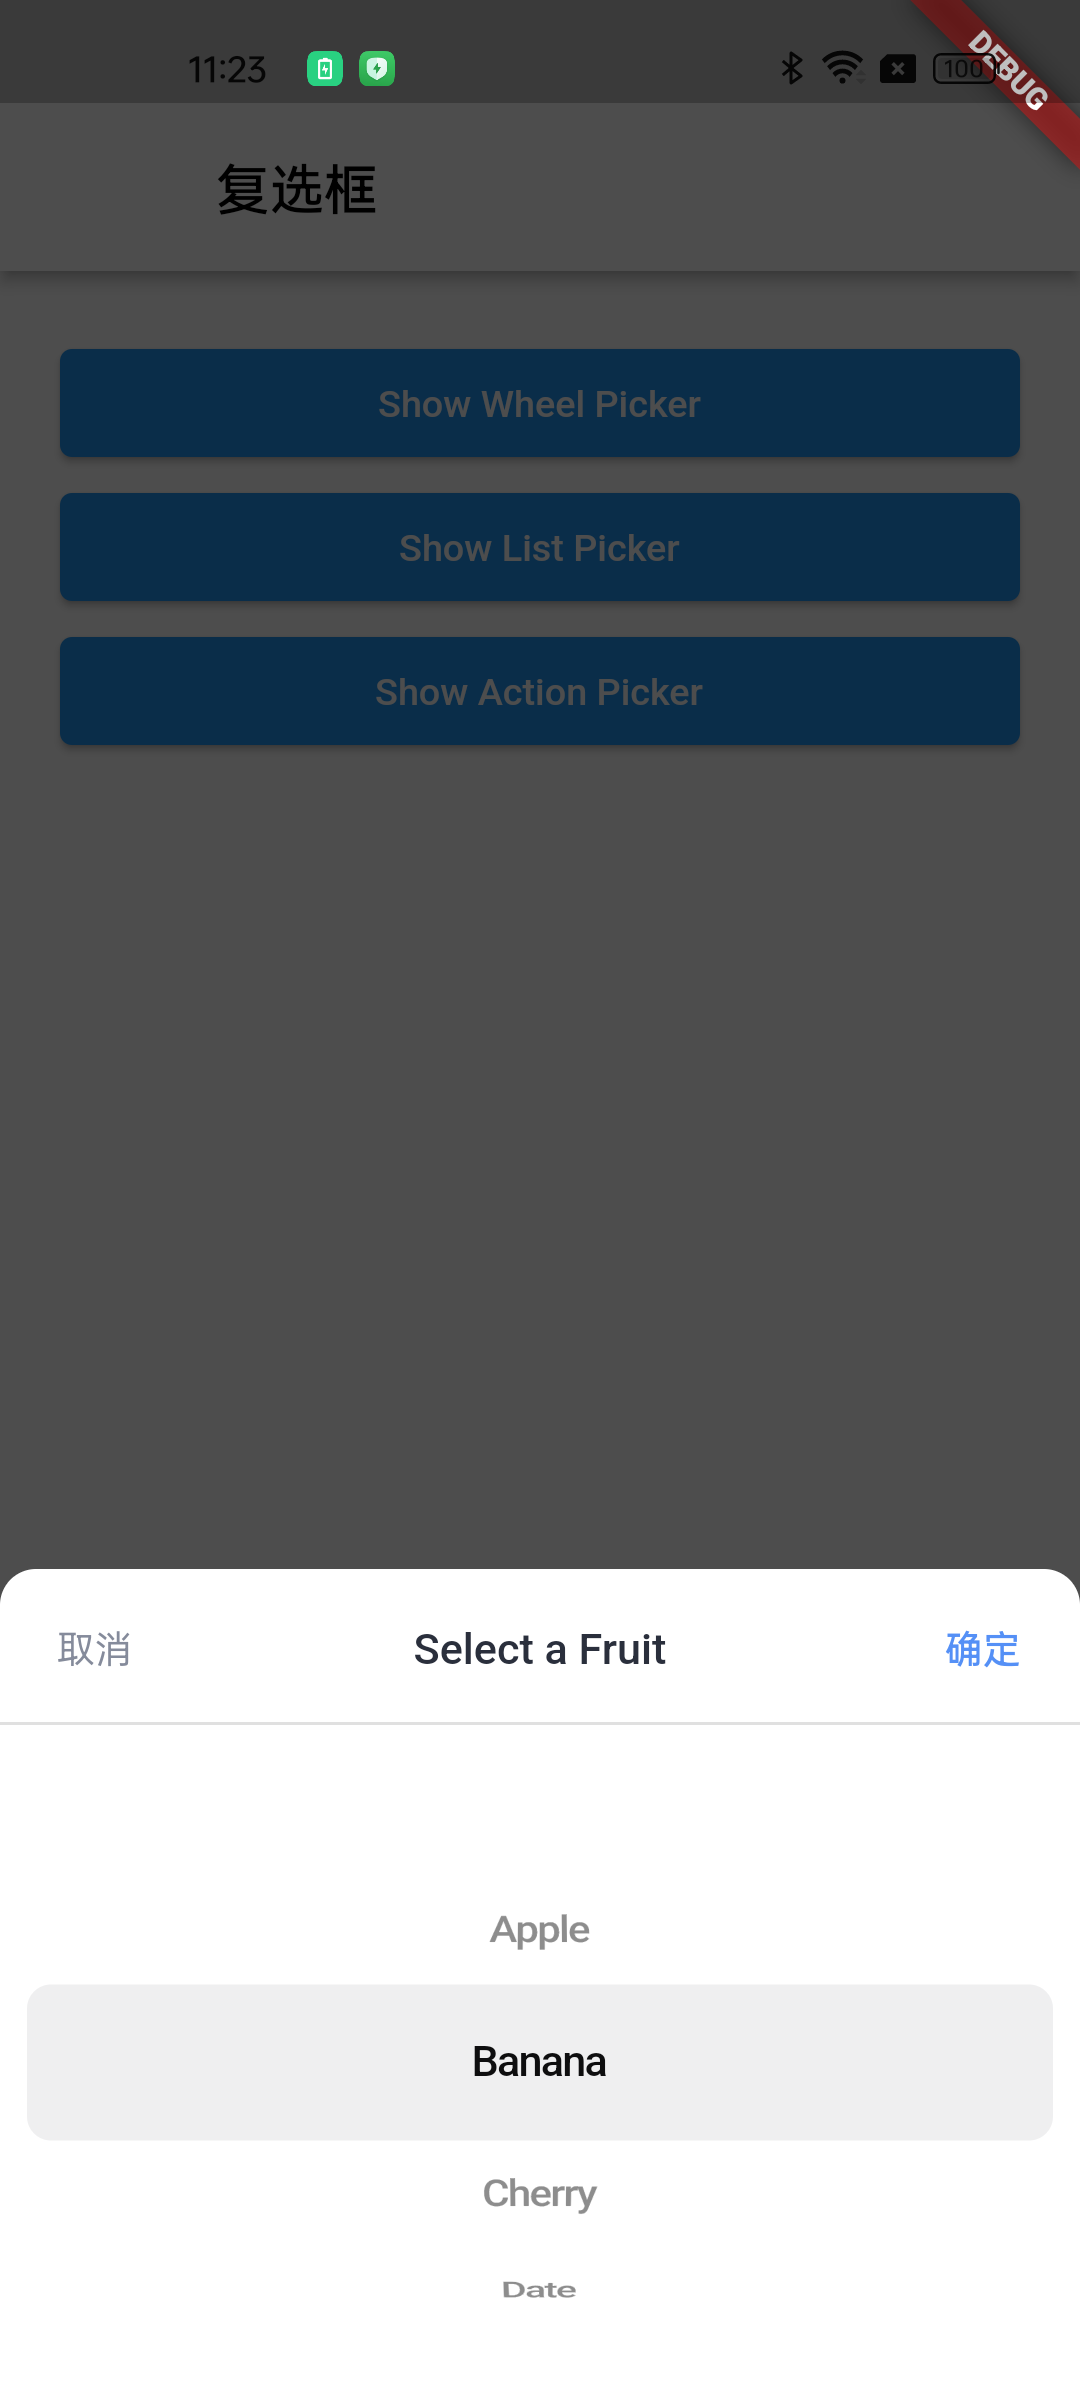 11:23
100
DEBUG
复选框
Show Wheel Picker
Show List Picker
Show Action Picker
取消
Select a Fruit
确定
Apple
Banana
Cherry
Date